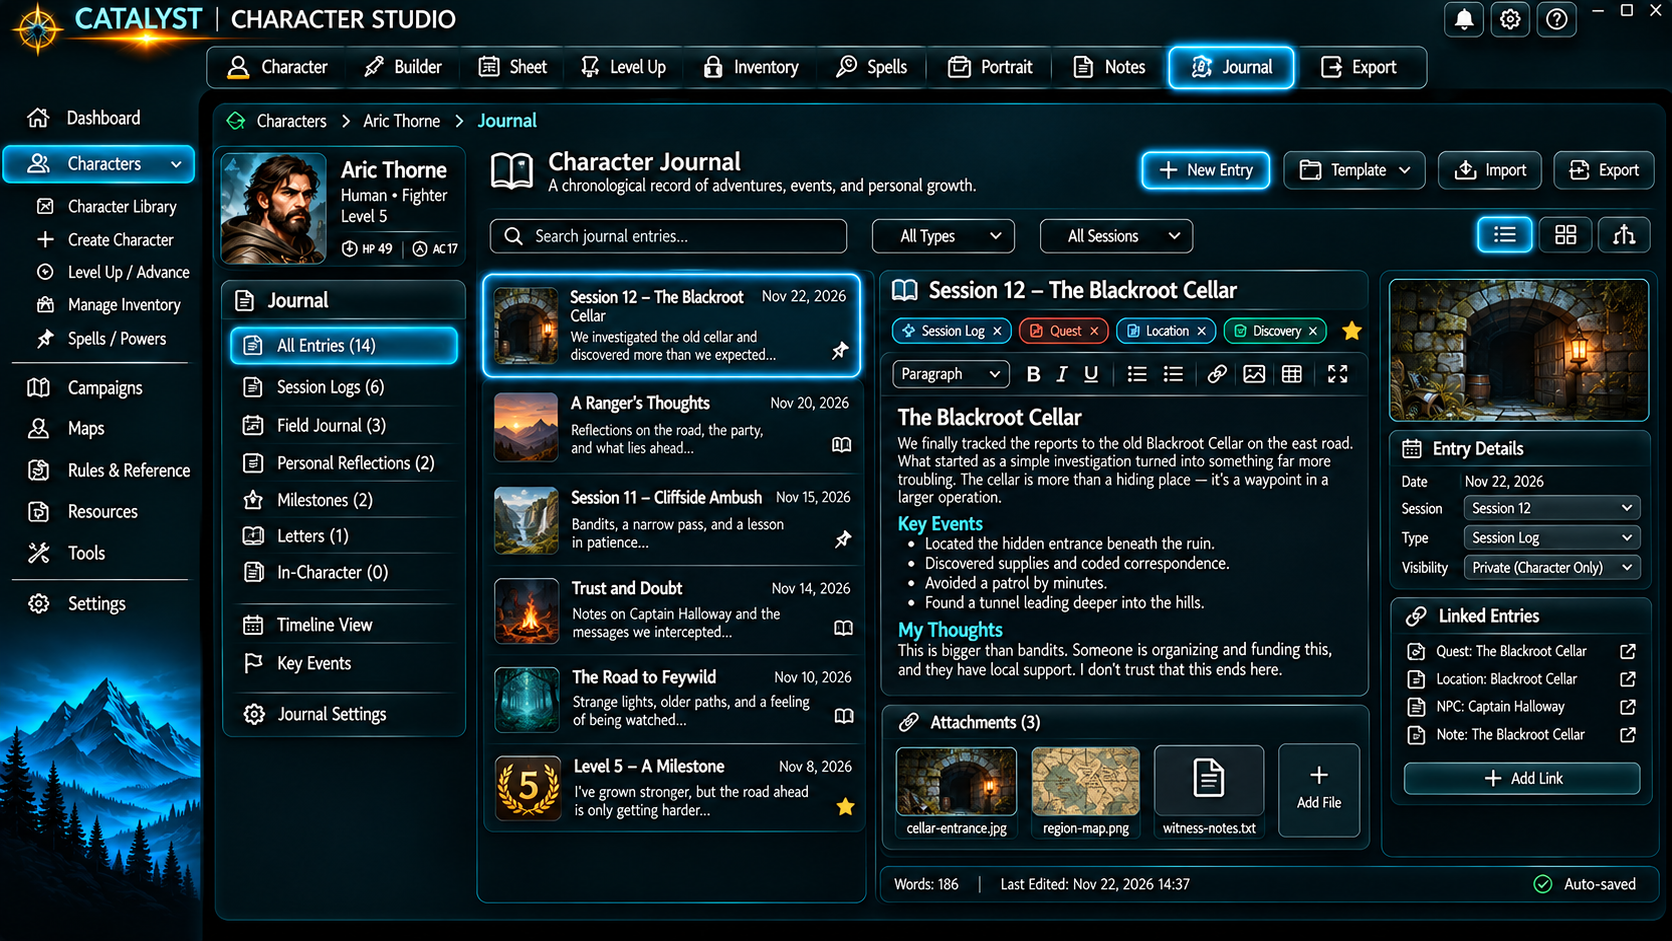 CATALYST | CHARACTER STUDIO
Character
Builder
Sheet
Level Up
Inventory
Spells
Portrait
Notes
Journal
Export
Dashboard
Characters
Character Library
Create Character
Level Up / Advance
Manage Inventory
Spells / Powers
Campaigns
Maps
Rules & Reference
Resources
Tools
Settings
Characters > Aric Thorne > Journal
Aric Thorne
Human • Fighter
Level 5
HP 49 | AC 17
Journal
All Entries (14)
Session Logs (6)
Field Journal (3)
Personal Reflections (2)
Milestones (2)
Letters (1)
In-Character (0)
Timeline View
Key Events
Journal Settings
Character Journal
A chronological record of adventures, events, and personal growth.
New Entry
Template
Import
Export
Search journal entries...
All Types
All Sessions
Session 12 – The Blackroot
Cellar
Nov 22, 2026
We investigated the old cellar and
discovered more than we expected...
A Ranger's Thoughts
Nov 20, 2026
Reflections on the road, the party,
and what lies ahead...
Session 11 – Cliffside Ambush
Nov 15, 2026
Bandits, a narrow pass, and a lesson
in patience...
Trust and Doubt
Nov 14, 2026
Notes on Captain Halloway and the
messages we intercepted...
The Road to Feywild
Nov 10, 2026
Strange lights, older paths, and a feeling
of being watched...
5
Level 5 – A Milestone
Nov 8, 2026
I've grown stronger, but the road ahead
is only getting harder...
Session 12 – The Blackroot Cellar
Session Log ×
Quest ×
Location ×
Discovery ×
Paragraph
B I U
The Blackroot Cellar
We finally tracked the reports to the old Blackroot Cellar on the east road.
What started as a simple investigation turned into something far more
troubling. The cellar is more than a hiding place — it's a waypoint in a
larger operation.
Key Events
• Located the hidden entrance beneath the ruin.
• Discovered supplies and coded correspondence.
• Avoided a patrol by minutes.
• Found a tunnel leading deeper into the hills.
My Thoughts
This is bigger than bandits. Someone is organizing and funding this,
and they have local support. I don't trust that this ends here.
Attachments (3)
cellar-entrance.jpg
region-map.png
witness-notes.txt
Add File
Words: 186 | Last Edited: Nov 22, 2026 14:37
Auto-saved
Entry Details
Date Nov 22, 2026
Session Session 12
Type Session Log
Visibility Private (Character Only)
Linked Entries
Quest: The Blackroot Cellar
Location: Blackroot Cellar
NPC: Captain Halloway
Note: The Blackroot Cellar
Add Link